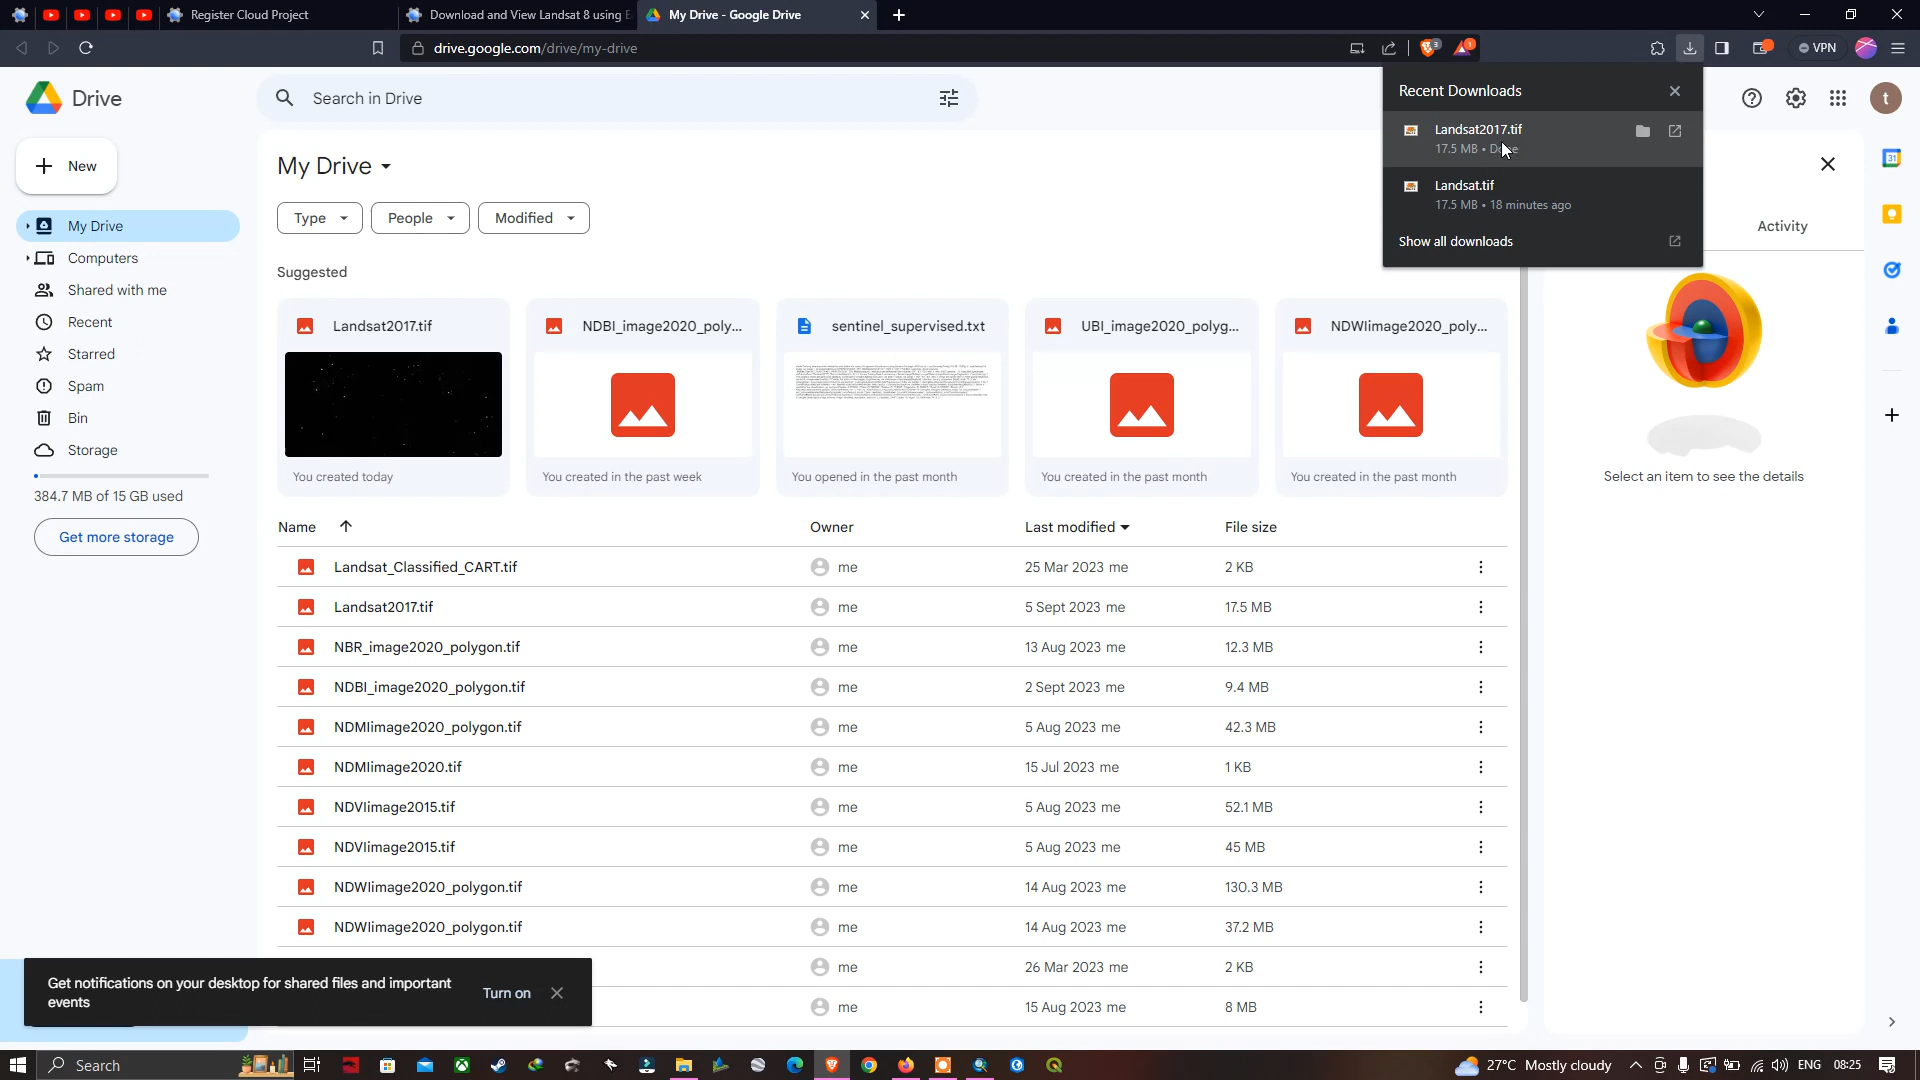 Register Cloud Project
Download and View Landsat 8 using E
My Drive - Google Drive
drive.google.com/drive/my-drive
3
1
VPN
Drive
Search in Drive
Recent Downloads
Landsat2017.tif
17.5 MB • Done
Landsat.tif
17.5 MB • 18 minutes ago
Show all downloads
t
31
New
My Drive
Type
People
Modified
Activity
My Drive
Computers
Shared with me
Recent
Starred
Spam
Bin
Storage
384.7 MB of 15 GB used
Get more storage
Suggested
Landsat2017.tif
You created today
NDBI_image2020_poly...
You created in the past week
sentinel_supervised.txt
You opened in the past month
UBI_image2020_polyg...
You created in the past month
NDWIimage2020_poly...
You created in the past month
Select an item to see the details
Name Owner Last modified File size
Landsat_Classified_CART.tif me 25 Mar 2023 me 2 KB
Landsat2017.tif me 5 Sept 2023 me 17.5 MB
NBR_image2020_polygon.tif me 13 Aug 2023 me 12.3 MB
NDBI_image2020_polygon.tif me 2 Sept 2023 me 9.4 MB
NDMIimage2020_polygon.tif me 5 Aug 2023 me 42.3 MB
NDMIimage2020.tif me 15 Jul 2023 me 1 KB
NDVIimage2015.tif me 5 Aug 2023 me 52.1 MB
NDVIimage2015.tif me 5 Aug 2023 me 45 MB
NDWIimage2020_polygon.tif me 14 Aug 2023 me 130.3 MB
NDWIimage2020_polygon.tif me 14 Aug 2023 me 37.2 MB
me 26 Mar 2023 me 2 KB
me 15 Aug 2023 me 8 MB
Get notifications on your desktop for shared files and important
events
Turn on
Search
27°C Mostly cloudy
ENG
08:25